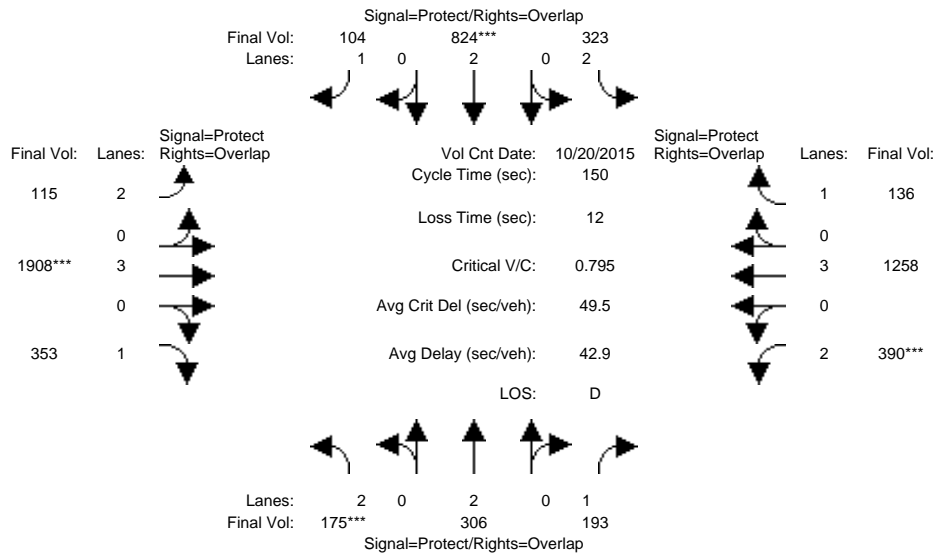 Signal=Protect/Rights=Overlap
Final Vol: 104 824*** 323
Lanes: 1 0 2 0 2
Signal=Protect
Final Vol: Lanes: Rights=Overlap
Vol Cnt Date: 10/20/2015
Signal=Protect
Rights=Overlap Lanes: Final Vol:
Cycle Time (sec): 150
115 2
1 136
Loss Time (sec): 12
0
0
1908*** 3
Critical V/C: 0.795
3 1258
0
Avg Crit Del (sec/veh): 49.5
0
353 1
Avg Delay (sec/veh): 42.9
2 390***
LOS: D
Lanes: 2 0 2 0 1
Final Vol: 175*** 306 193
Signal=Protect/Rights=Overlap